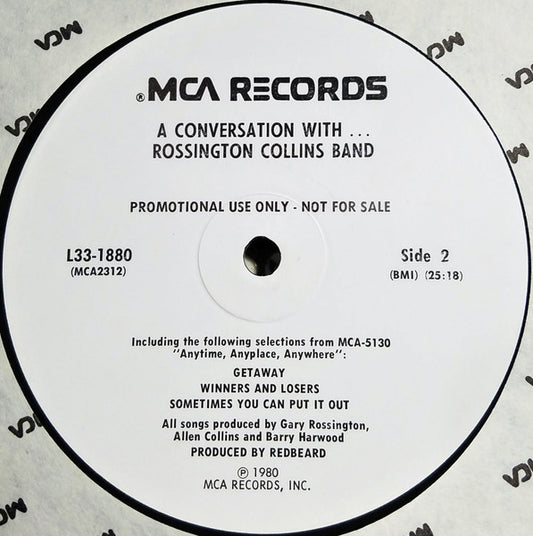 ®MCA RECORDS
A CONVERSATION WITH ...
ROSSINGTON COLLINS BAND
PROMOTIONAL USE ONLY - NOT FOR SALE
L33-1880
(MCA2312)
Side 2
(BMI) (25:18)
Including the following selections from MCA-5130
"Anytime, Anyplace, Anywhere":
GETAWAY
WINNERS AND LOSERS
SOMETIMES YOU CAN PUT IT OUT
All songs produced by Gary Rossington,
Allen Collins and Barry Harwood
PRODUCED BY REDBEARD
℗ 1980
MCA RECORDS, INC.
MCA
MCA